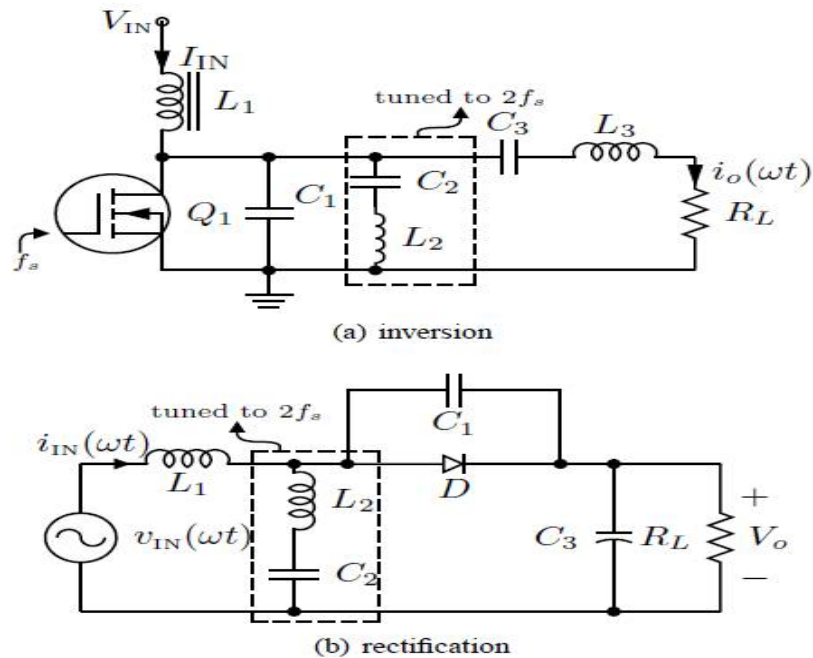 V_IN
I_IN
L_1
tuned to 2f_s
C_3
L_3
i_o(ωt)
Q_1
C_1
C_2
R_L
L_2
f_s
(a) inversion
tuned to 2f_s
C_1
i_IN(ωt)
L_1
L_2
D
+
v_IN(ωt)
C_3
R_L
V_o
C_2
−
(b) rectification